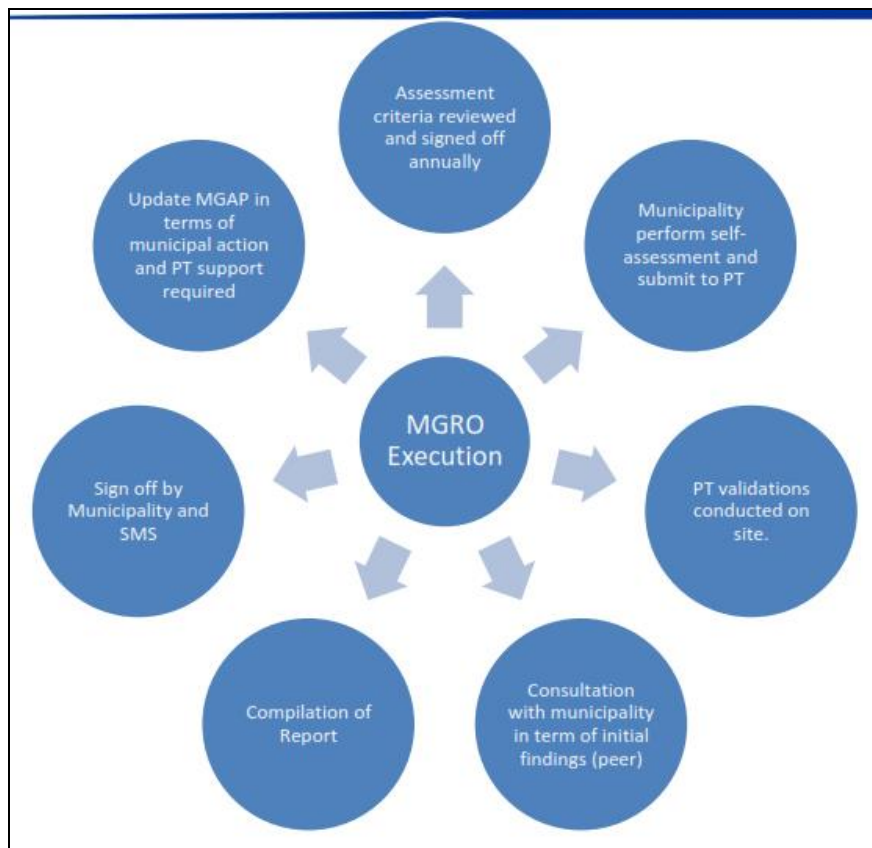 Assessment
criteria reviewed
and signed off
annually
Municipality
perform self-
assessment and
submit to PT
PT validations
conducted on
site.
Consultation
with municipality
in term of initial
findings (peer)
Compilation of
Report
Sign off by
Municipality and
SMS
Update MGAP in
terms of
municipal action
and PT support
required
MGRO
Execution